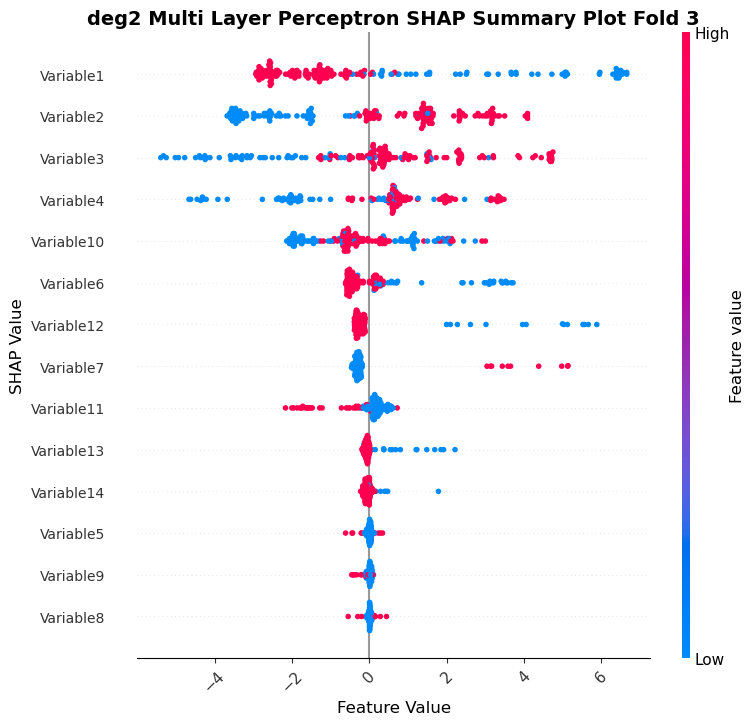 deg2 Multi Layer Perceptron SHAP Summary Plot Fold 3
High
Variable1
Variable2
Variable3
Variable4
Variable10
Variable6
Variable12
Variable7
Variable11
Variable13
Variable14
Variable5
Variable9
Variable8
SHAP Value
Feature value
Low
−4
−2
0
2
4
6
Feature Value